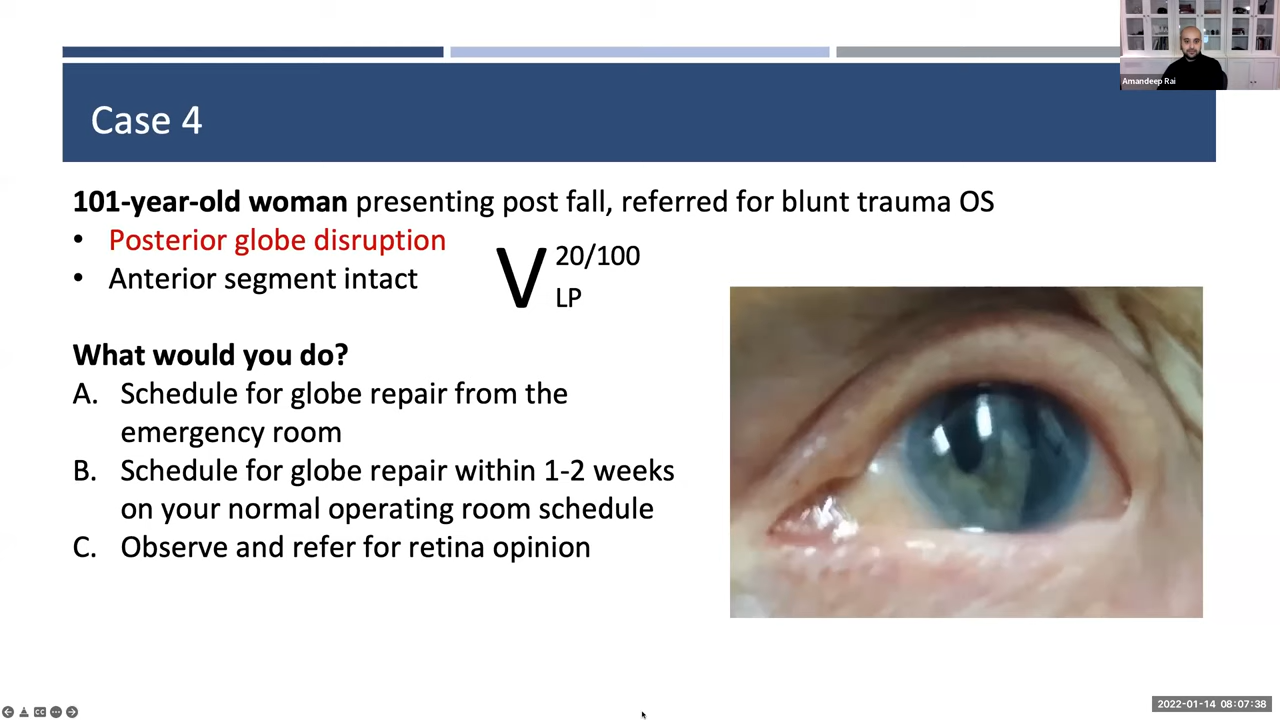 Amandeep Rai
Case 4
101-year-old woman presenting post fall, referred for blunt trauma OS
• Posterior globe disruption
• Anterior segment intact
V 20/100
LP
What would you do?
A. Schedule for globe repair from the
emergency room
B. Schedule for globe repair within 1-2 weeks
on your normal operating room schedule
C. Observe and refer for retina opinion
CC
2022-01-14 08:07:38